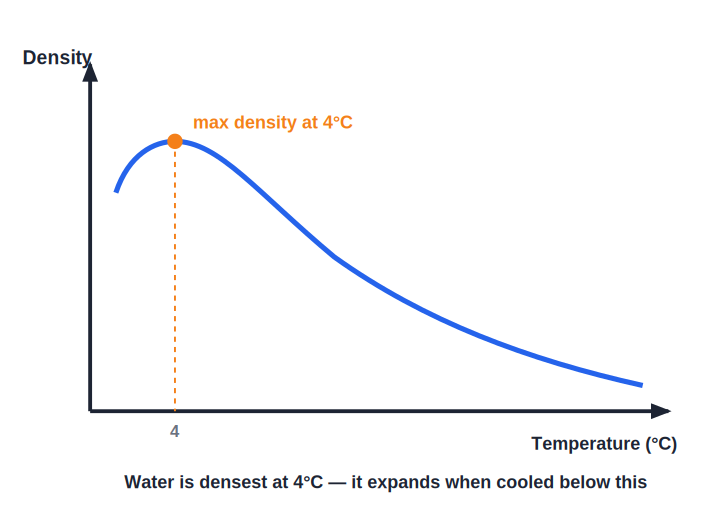 Density
max density at 4°C
4
Temperature (°C)
Water is densest at 4°C — it expands when cooled below this